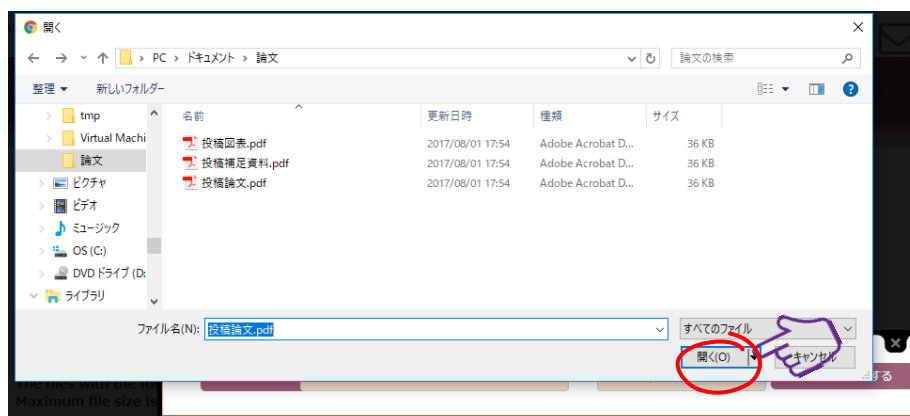 開く
PC › ドキュメント › 論文
論文の検索
整理 新しいフォルダー
名前 更新日時 種類 サイズ
tmp
Virtual Machi
論文
ピクチャ
ビデオ
ミュージック
OS (C:)
DVD ドライブ (D:
ライブラリ
投稿図表.pdf 2017/08/01 17:54 Adobe Acrobat D... 36 KB
投稿補足資料.pdf 2017/08/01 17:54 Adobe Acrobat D... 36 KB
投稿論文.pdf 2017/08/01 17:54 Adobe Acrobat D... 36 KB
ファイル名(N): 投稿論文.pdf
すべてのファイル
開く(O) キャンセル
する
Maximum file size is